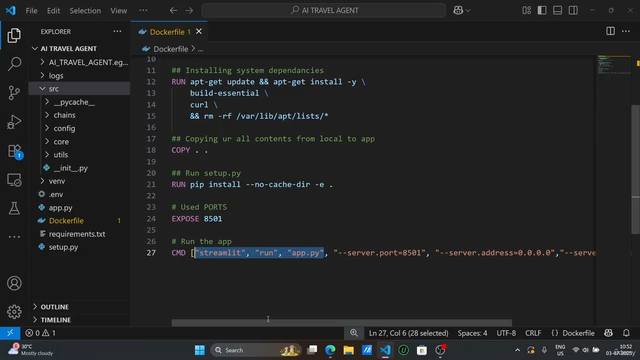 AI TRAVEL AGENT
EXPLORER
AI TRAVEL AGENT
AI_TRAVEL_AGENT.eg...
logs
src
__pycache__
chains
config
core
utils
__init__.py
venv
.env
app.py
Dockerfile
requirements.txt
setup.py
OUTLINE
TIMELINE
Dockerfile 1
Dockerfile > ...
10
11 ## Installing system dependancies
12 RUN apt-get update && apt-get install -y \
13 build-essential \
14 curl \
15 && rm -rf /var/lib/apt/lists/*
16
17 ## Copying ur all contents from local to app
18 COPY . .
19
20 ## Run setup.py
21 RUN pip install --no-cache-dir -e .
22
23 # Used PORTS
24 EXPOSE 8501
25
26 # Run the app
27 CMD ["streamlit", "run", "app.py", "--server.port=8501", "--server.address=0.0.0.0","--serve
0 1 Ln 27, Col 6 (28 selected) Spaces: 4 UTF-8 CRLF Dockerfile
30°C
Mostly cloudy
Search
ENG
10:52